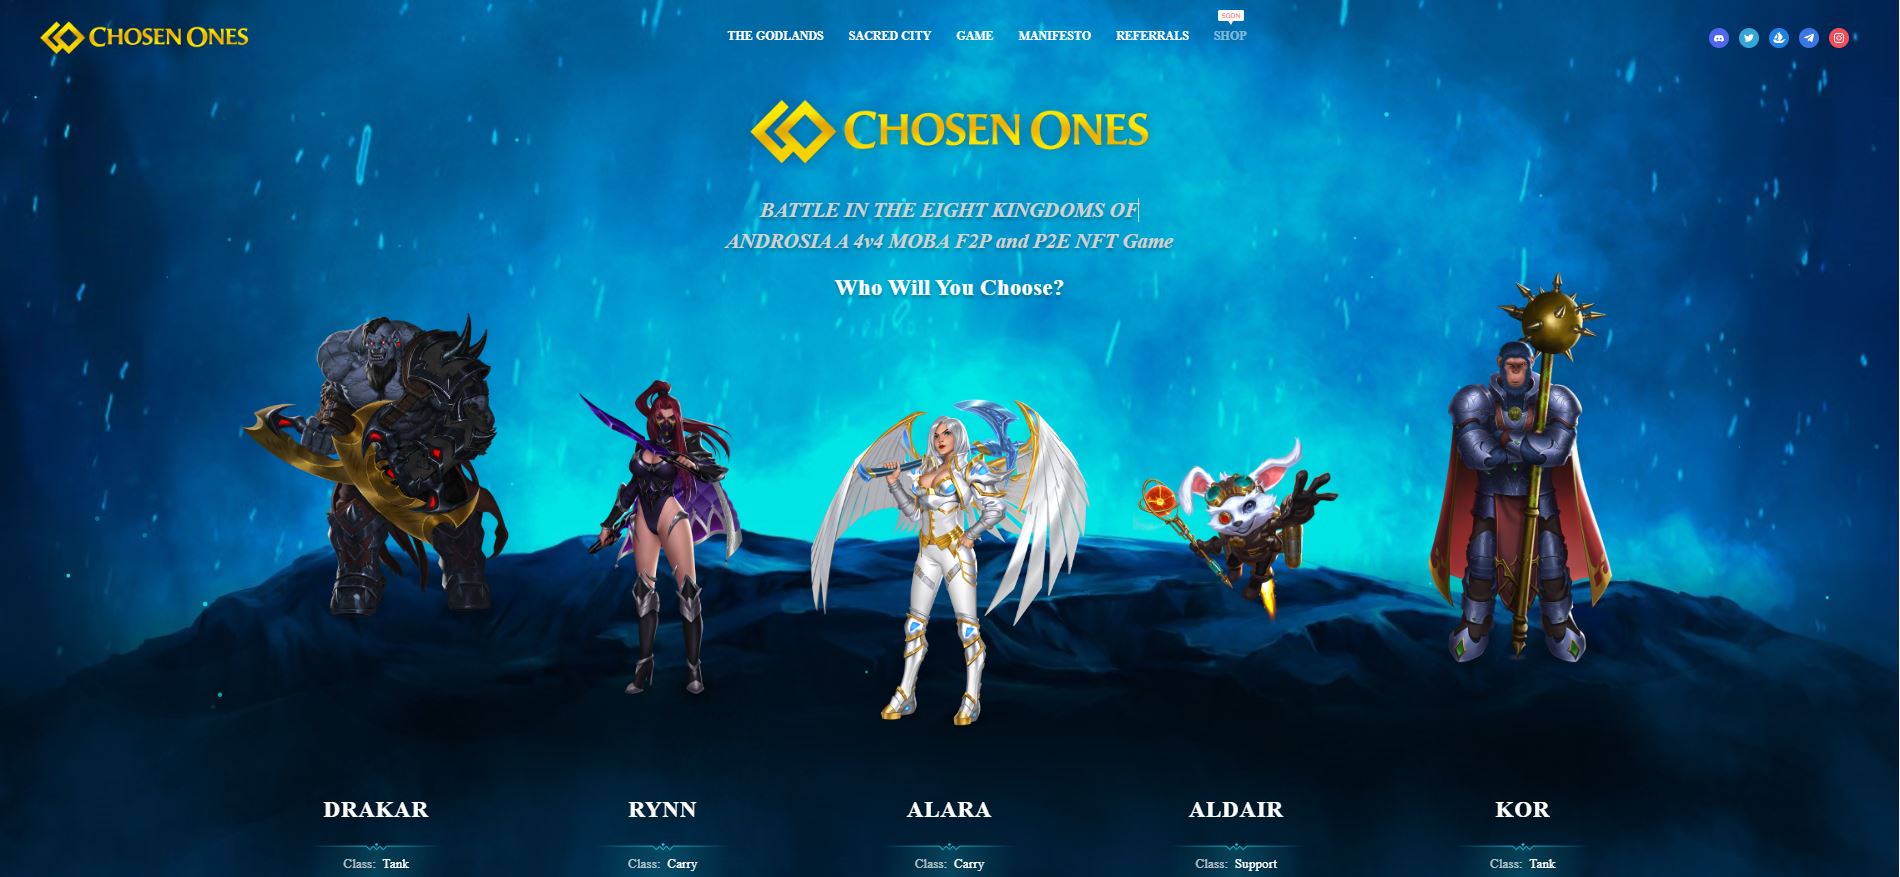 CHOSEN ONES
THE GODLANDS SACRED CITY GAME MANIFESTO REFERRALS SHOP
SOON
CHOSEN ONES
BATTLE IN THE EIGHT KINGDOMS OF
ANDROSIA A 4v4 MOBA F2P and P2E NFT Game
Who Will You Choose?
DRAKAR RYNN ALARA ALDAIR KOR
Class: Tank Class: Carry Class: Carry Class: Support Class: Tank